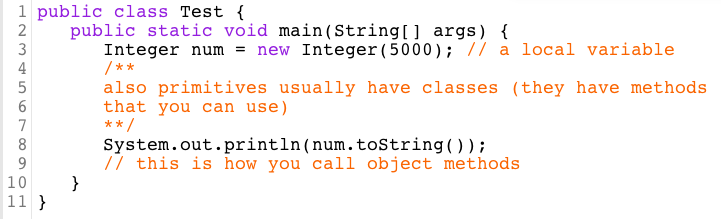 1 public class Test {
2 public static void main(String[] args) {
3 Integer num = new Integer(5000); // a local variable
4 /**
5 also primitives usually have classes (they have methods
6 that you can use)
7 **/
8 System.out.println(num.toString());
9 // this is how you call object methods
10 }
11 }